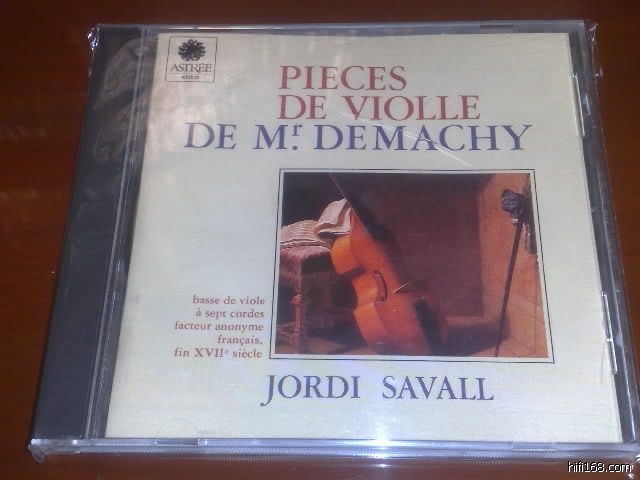 ASTRÉE
AUVIDIS
PIECES
DE VIOLLE
DE Mr. DEMACHY
basse de viole
à sept cordes
facteur anonyme
français,
fin XVIIe siècle
JORDI SAVALL
hifi168.com